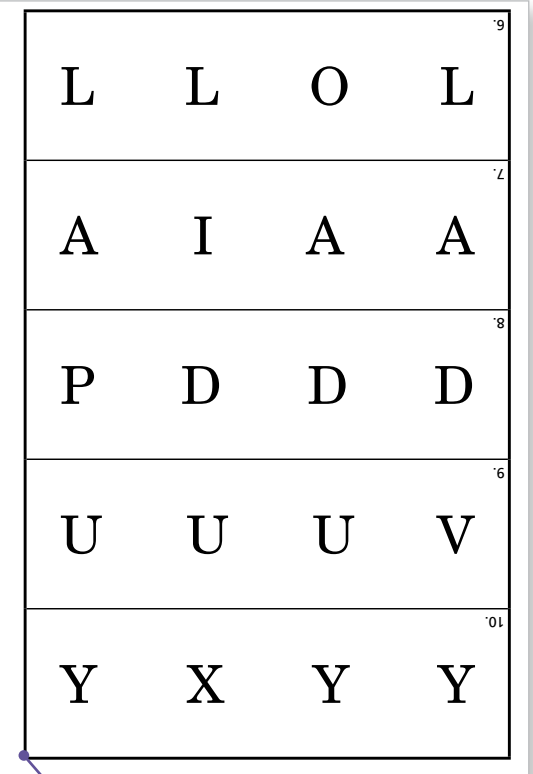 6.
L L O L
7.
A I A A
8.
P D D D
9.
U U U V
10.
Y X Y Y